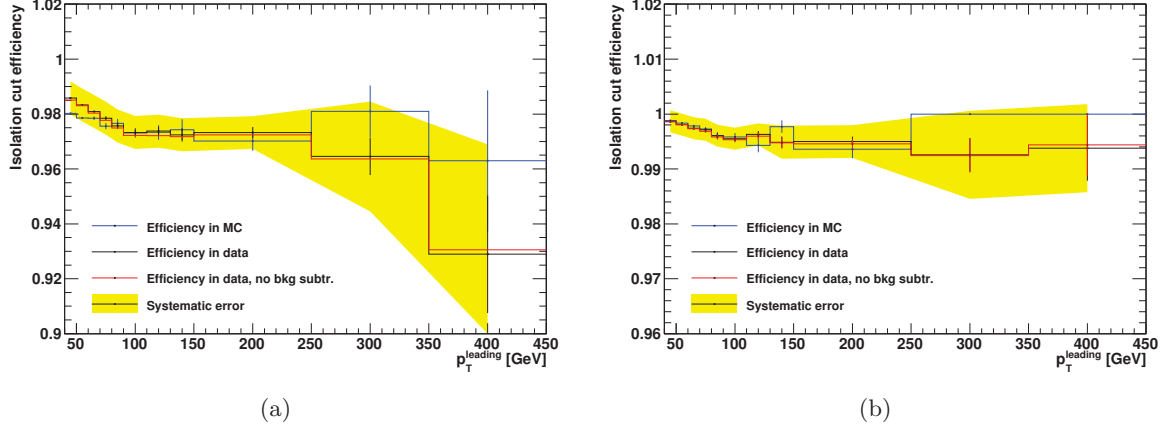 Isolation cut efficiency
1.02
1
0.98
0.96
0.94
0.92
0.9
Efficiency in MC
Efficiency in data
Efficiency in data, no bkg subtr.
Systematic error
50 100 150 200 250 300 350 400 450
p_T^leading [GeV]
(a)
Isolation cut efficiency
1.02
1.01
1
0.99
0.98
0.97
0.96
Efficiency in MC
Efficiency in data
Efficiency in data, no bkg subtr.
Systematic error
50 100 150 200 250 300 350 400 450
p_T^leading [GeV]
(b)